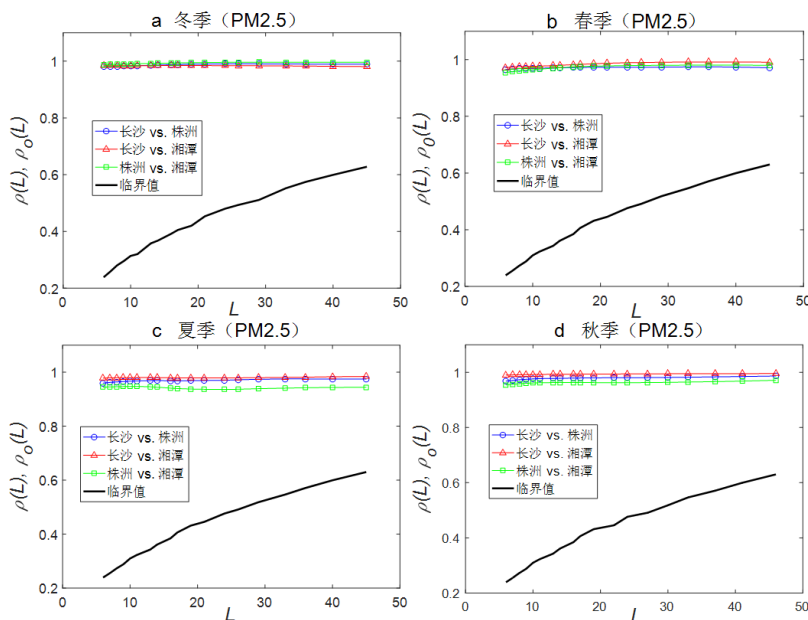 a 冬季（PM2.5）
1
0.8
0.6
0.4
0.2
ρ(L), ρo(L)
长沙 vs. 株洲
长沙 vs. 湘潭
株洲 vs. 湘潭
临界值
0 10 20 30 40 50
L
b 春季（PM2.5）
1
0.8
0.6
0.4
0.2
ρ(L), ρ0(L)
长沙 vs. 株洲
长沙 vs. 湘潭
株洲 vs. 湘潭
临界值
0 10 20 30 40 50
L
c 夏季（PM2.5）
1
0.8
0.6
0.4
0.2
ρ(L), ρo(L)
长沙 vs. 株洲
长沙 vs. 湘潭
株洲 vs. 湘潭
临界值
0 10 20 30 40 50
L
d 秋季（PM2.5）
1
0.8
0.6
0.4
0.2
ρ(L), ρo(L)
长沙 vs. 株洲
长沙 vs. 湘潭
株洲 vs. 湘潭
临界值
0 10 20 30 40 50
L